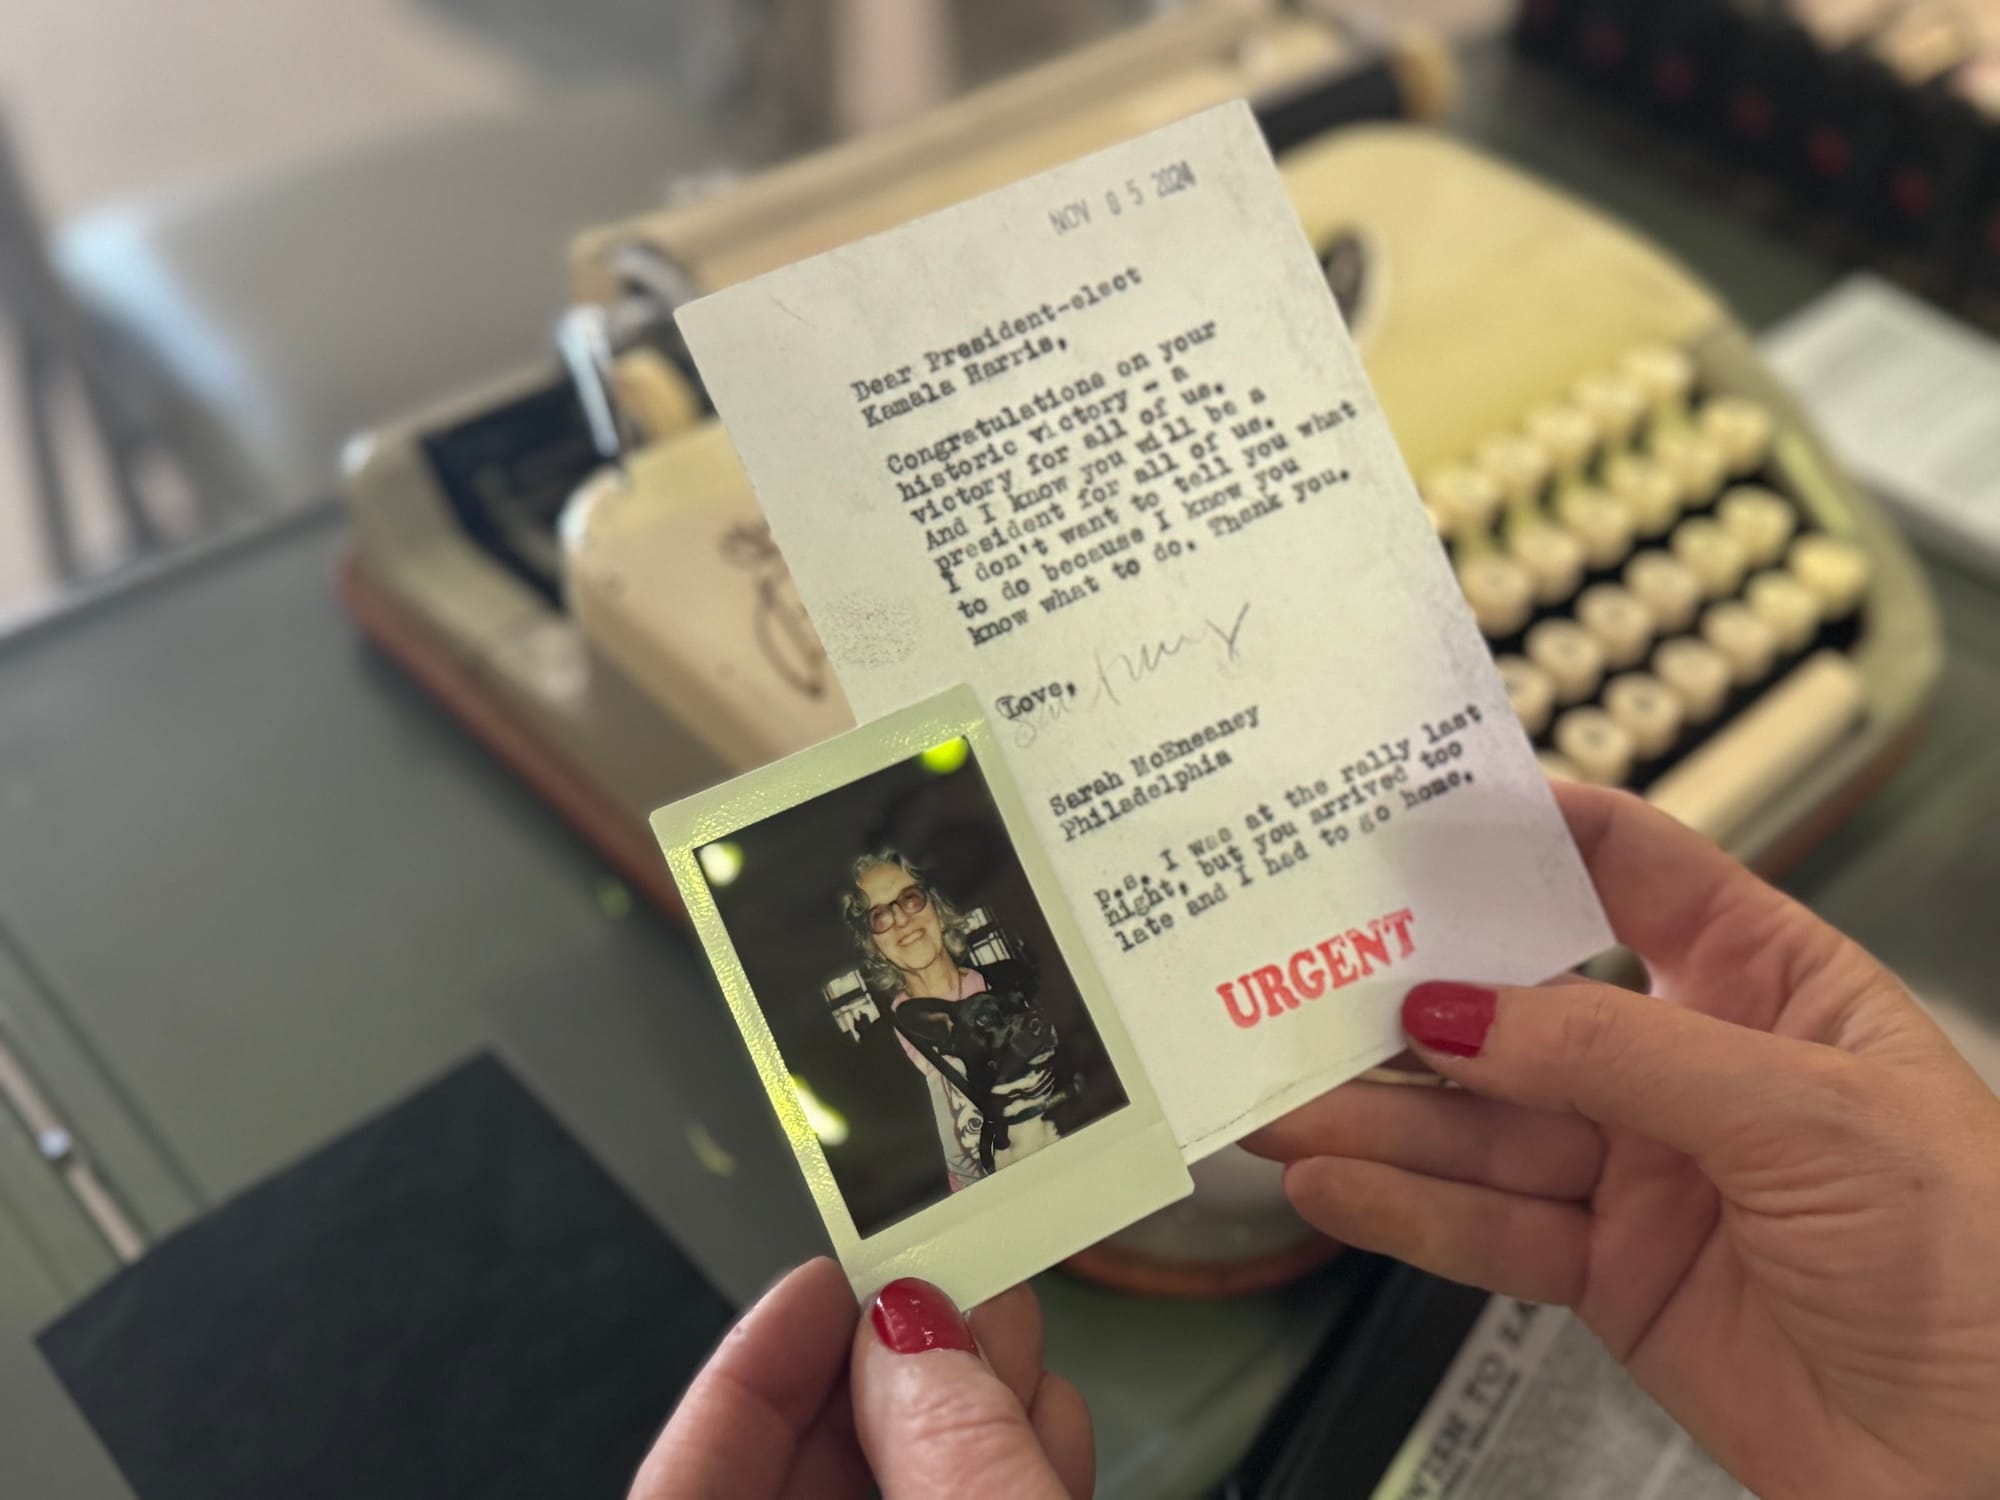 NOV 05 2024
Dear President-elect
Kamala Harris,
Congratulations on your
historic victory - a
victory for all of us.
And I know you will be a
president for all of us.
I don't want to tell you what
to do because I know you
know what to do. Thank you.
Love,
Sarah McEneaney
Philadelphia
p.s. I was at the rally last
night, but you arrived too
late and I had to go home.
URGENT